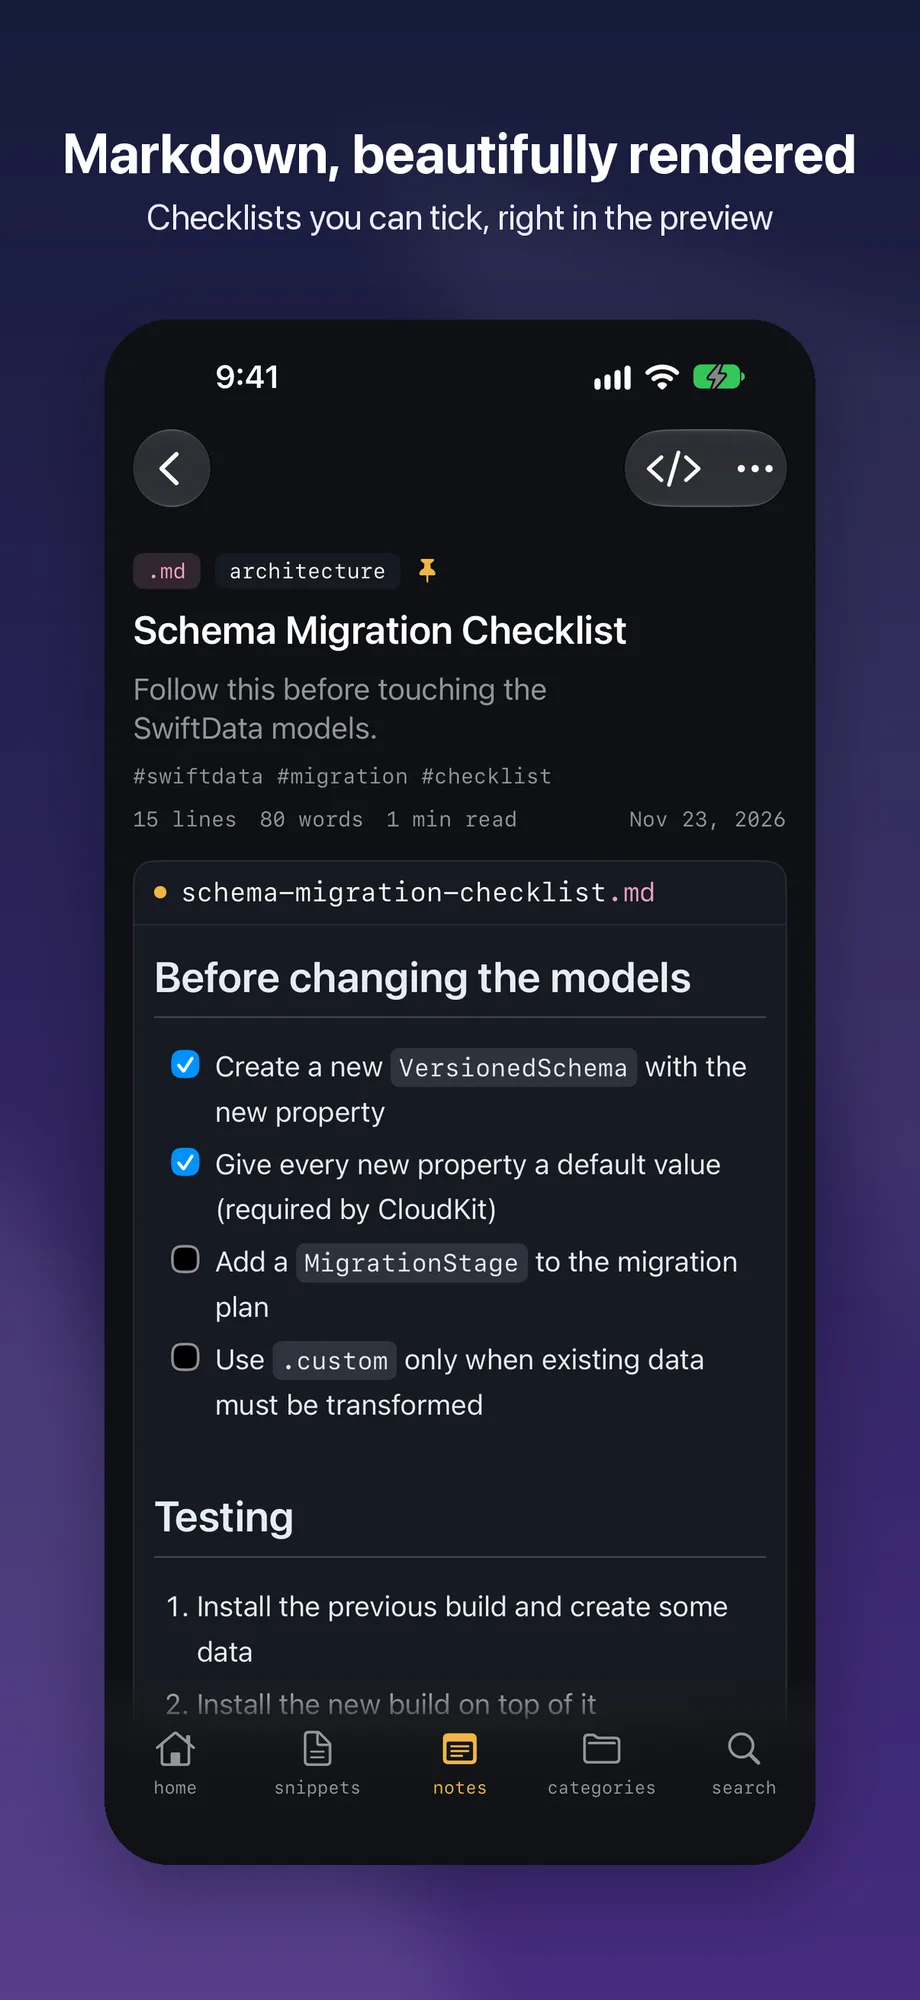 Markdown, beautifully rendered
Checklists you can tick, right in the preview
9:41
.md architecture
Schema Migration Checklist
Follow this before touching the
SwiftData models.
#swiftdata #migration #checklist
15 lines 80 words 1 min read Nov 23, 2026
schema-migration-checklist.md
Before changing the models
Create a new VersionedSchema with the
new property
Give every new property a default value
(required by CloudKit)
Add a MigrationStage to the migration
plan
Use .custom only when existing data
must be transformed
Testing
1. Install the previous build and create some
data
2. Install the new build on top of it
home snippets notes categories search